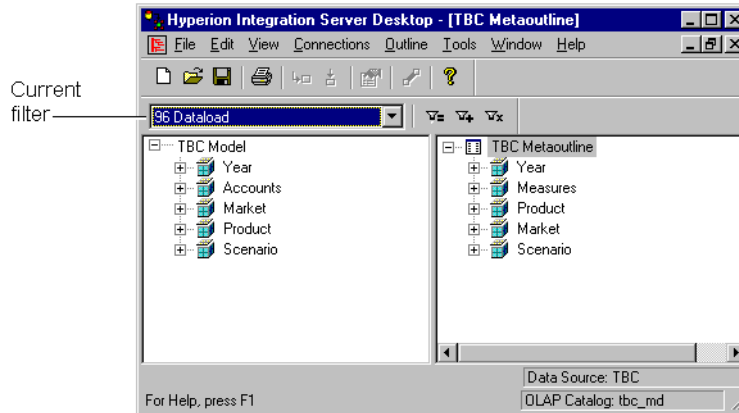 Hyperion Integration Server Desktop - [TBC Metaoutline]
File Edit View Connections Outline Tools Window Help
Current
filter
96 Dataload
TBC Model
Year
Accounts
Market
Product
Scenario
TBC Metaoutline
Year
Measures
Product
Market
Scenario
Data Source: TBC
For Help, press F1
OLAP Catalog: tbc_md